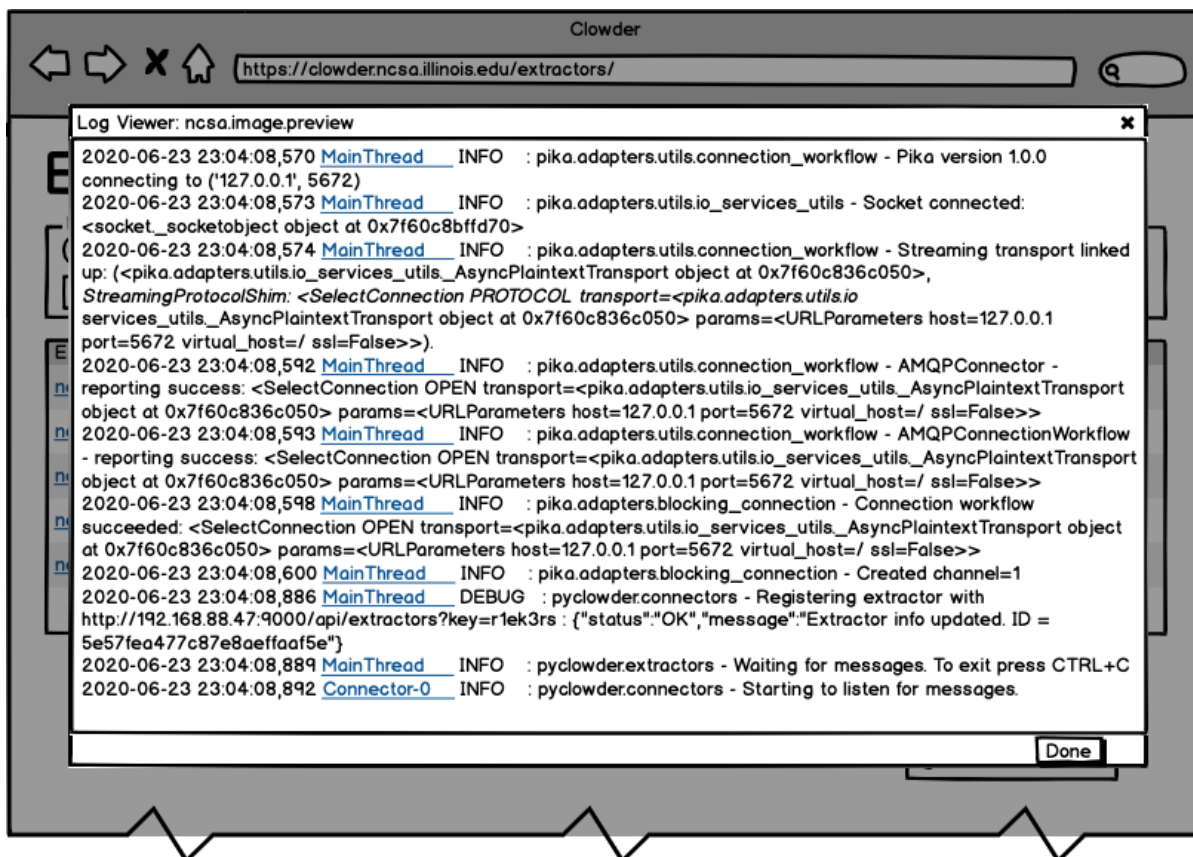 Clowder
https://clowder.ncsa.illinois.edu/extractors/
Log Viewer: ncsa.image.preview
2020-06-23 23:04:08,570 MainThread INFO : pika.adapters.utils.connection_workflow - Pika version 1.0.0
connecting to ('127.0.0.1', 5672)
2020-06-23 23:04:08,573 MainThread INFO : pika.adapters.utils.io_services_utils - Socket connected:
<socket._socketobject object at 0x7f60c8bffd70>
2020-06-23 23:04:08,574 MainThread INFO : pika.adapters.utils.connection_workflow - Streaming transport linked
up: (<pika.adapters.utils.io_services_utils._AsyncPlaintextTransport object at 0x7f60c836c050>,
StreamingProtocolShim: <SelectConnection PROTOCOL transport=<pika.adapters.utils.io
services_utils._AsyncPlaintextTransport object at 0x7f60c836c050> params=<URLParameters host=127.0.0.1
port=5672 virtual_host=/ ssl=False>>).
2020-06-23 23:04:08,592 MainThread INFO : pika.adapters.utils.connection_workflow - AMQPConnector -
reporting success: <SelectConnection OPEN transport=<pika.adapters.utils.io_services_utils._AsyncPlaintextTransport
object at 0x7f60c836c050> params=<URLParameters host=127.0.0.1 port=5672 virtual_host=/ ssl=False>>
2020-06-23 23:04:08,593 MainThread INFO : pika.adapters.utils.connection_workflow - AMQPConnectionWorkflow
- reporting success: <SelectConnection OPEN transport=<pika.adapters.utils.io_services_utils._AsyncPlaintextTransport
object at 0x7f60c836c050> params=<URLParameters host=127.0.0.1 port=5672 virtual_host=/ ssl=False>>
2020-06-23 23:04:08,598 MainThread INFO : pika.adapters.blocking_connection - Connection workflow
succeeded: <SelectConnection OPEN transport=<pika.adapters.utils.io_services_utils._AsyncPlaintextTransport object
at 0x7f60c836c050> params=<URLParameters host=127.0.0.1 port=5672 virtual_host=/ ssl=False>>
2020-06-23 23:04:08,600 MainThread INFO : pika.adapters.blocking_connection - Created channel=1
2020-06-23 23:04:08,886 MainThread DEBUG : pyclowder.connectors - Registering extractor with
http://192.168.88.47:9000/api/extractors?key=r1ek3rs : {"status":"OK","message":"Extractor info updated. ID =
5e57fea477c87e8aeffaaf5e"}
2020-06-23 23:04:08,889 MainThread INFO : pyclowder.extractors - Waiting for messages. To exit press CTRL+C
2020-06-23 23:04:08,892 Connector-0 INFO : pyclowder.connectors - Starting to listen for messages.
Done